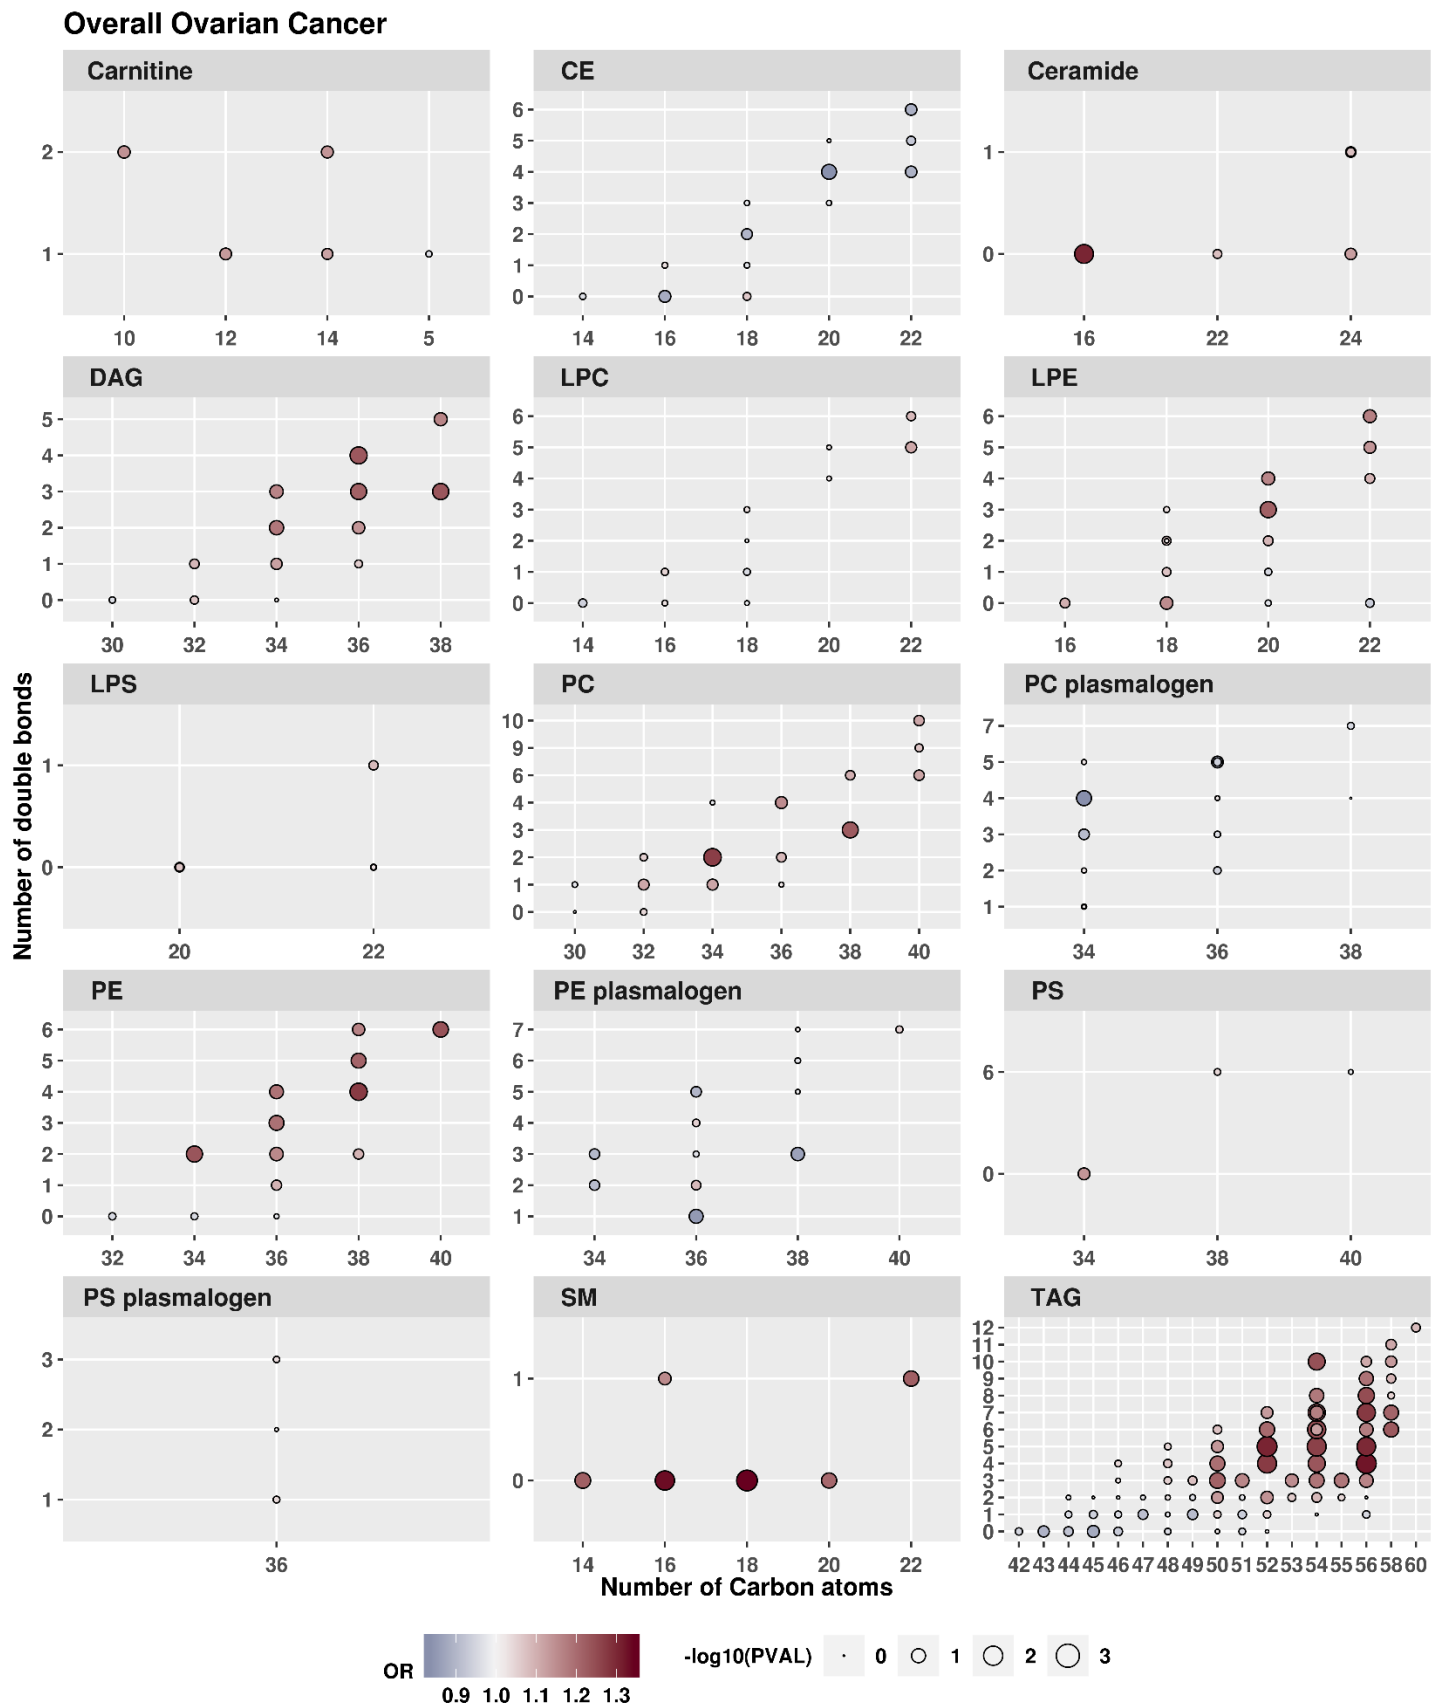 Overall Ovarian Cancer
Carnitine
CE
Ceramide
2
1
10 12 14 5
6
5
4
3
2
1
0
14 16 18 20 22
1
0
16 22 24
DAG
LPC
LPE
5
4
3
2
1
0
30 32 34 36 38
6
5
4
3
2
1
0
14 16 18 20 22
6
5
4
3
2
1
0
16 18 20 22
Number of double bonds
LPS
PC
PC plasmalogen
1
0
20 22
10
9
6
4
3
2
1
0
30 32 34 36 38 40
7
5
4
3
2
1
34 36 38
PE
PE plasmalogen
PS
6
5
4
3
2
1
0
32 34 36 38 40
7
6
5
4
3
2
1
34 36 38 40
6
0
34 38 40
PS plasmalogen
SM
TAG
3
2
1
36
1
0
14 16 18 20 22
12
11
10
9
8
7
6
5
4
3
2
1
0
42 43 44 45 46 47 48 49 50 51 52 53 54 55 56 58 60
Number of Carbon atoms
OR
0.9 1.0 1.1 1.2 1.3
-log10(PVAL) 0 1 2 3